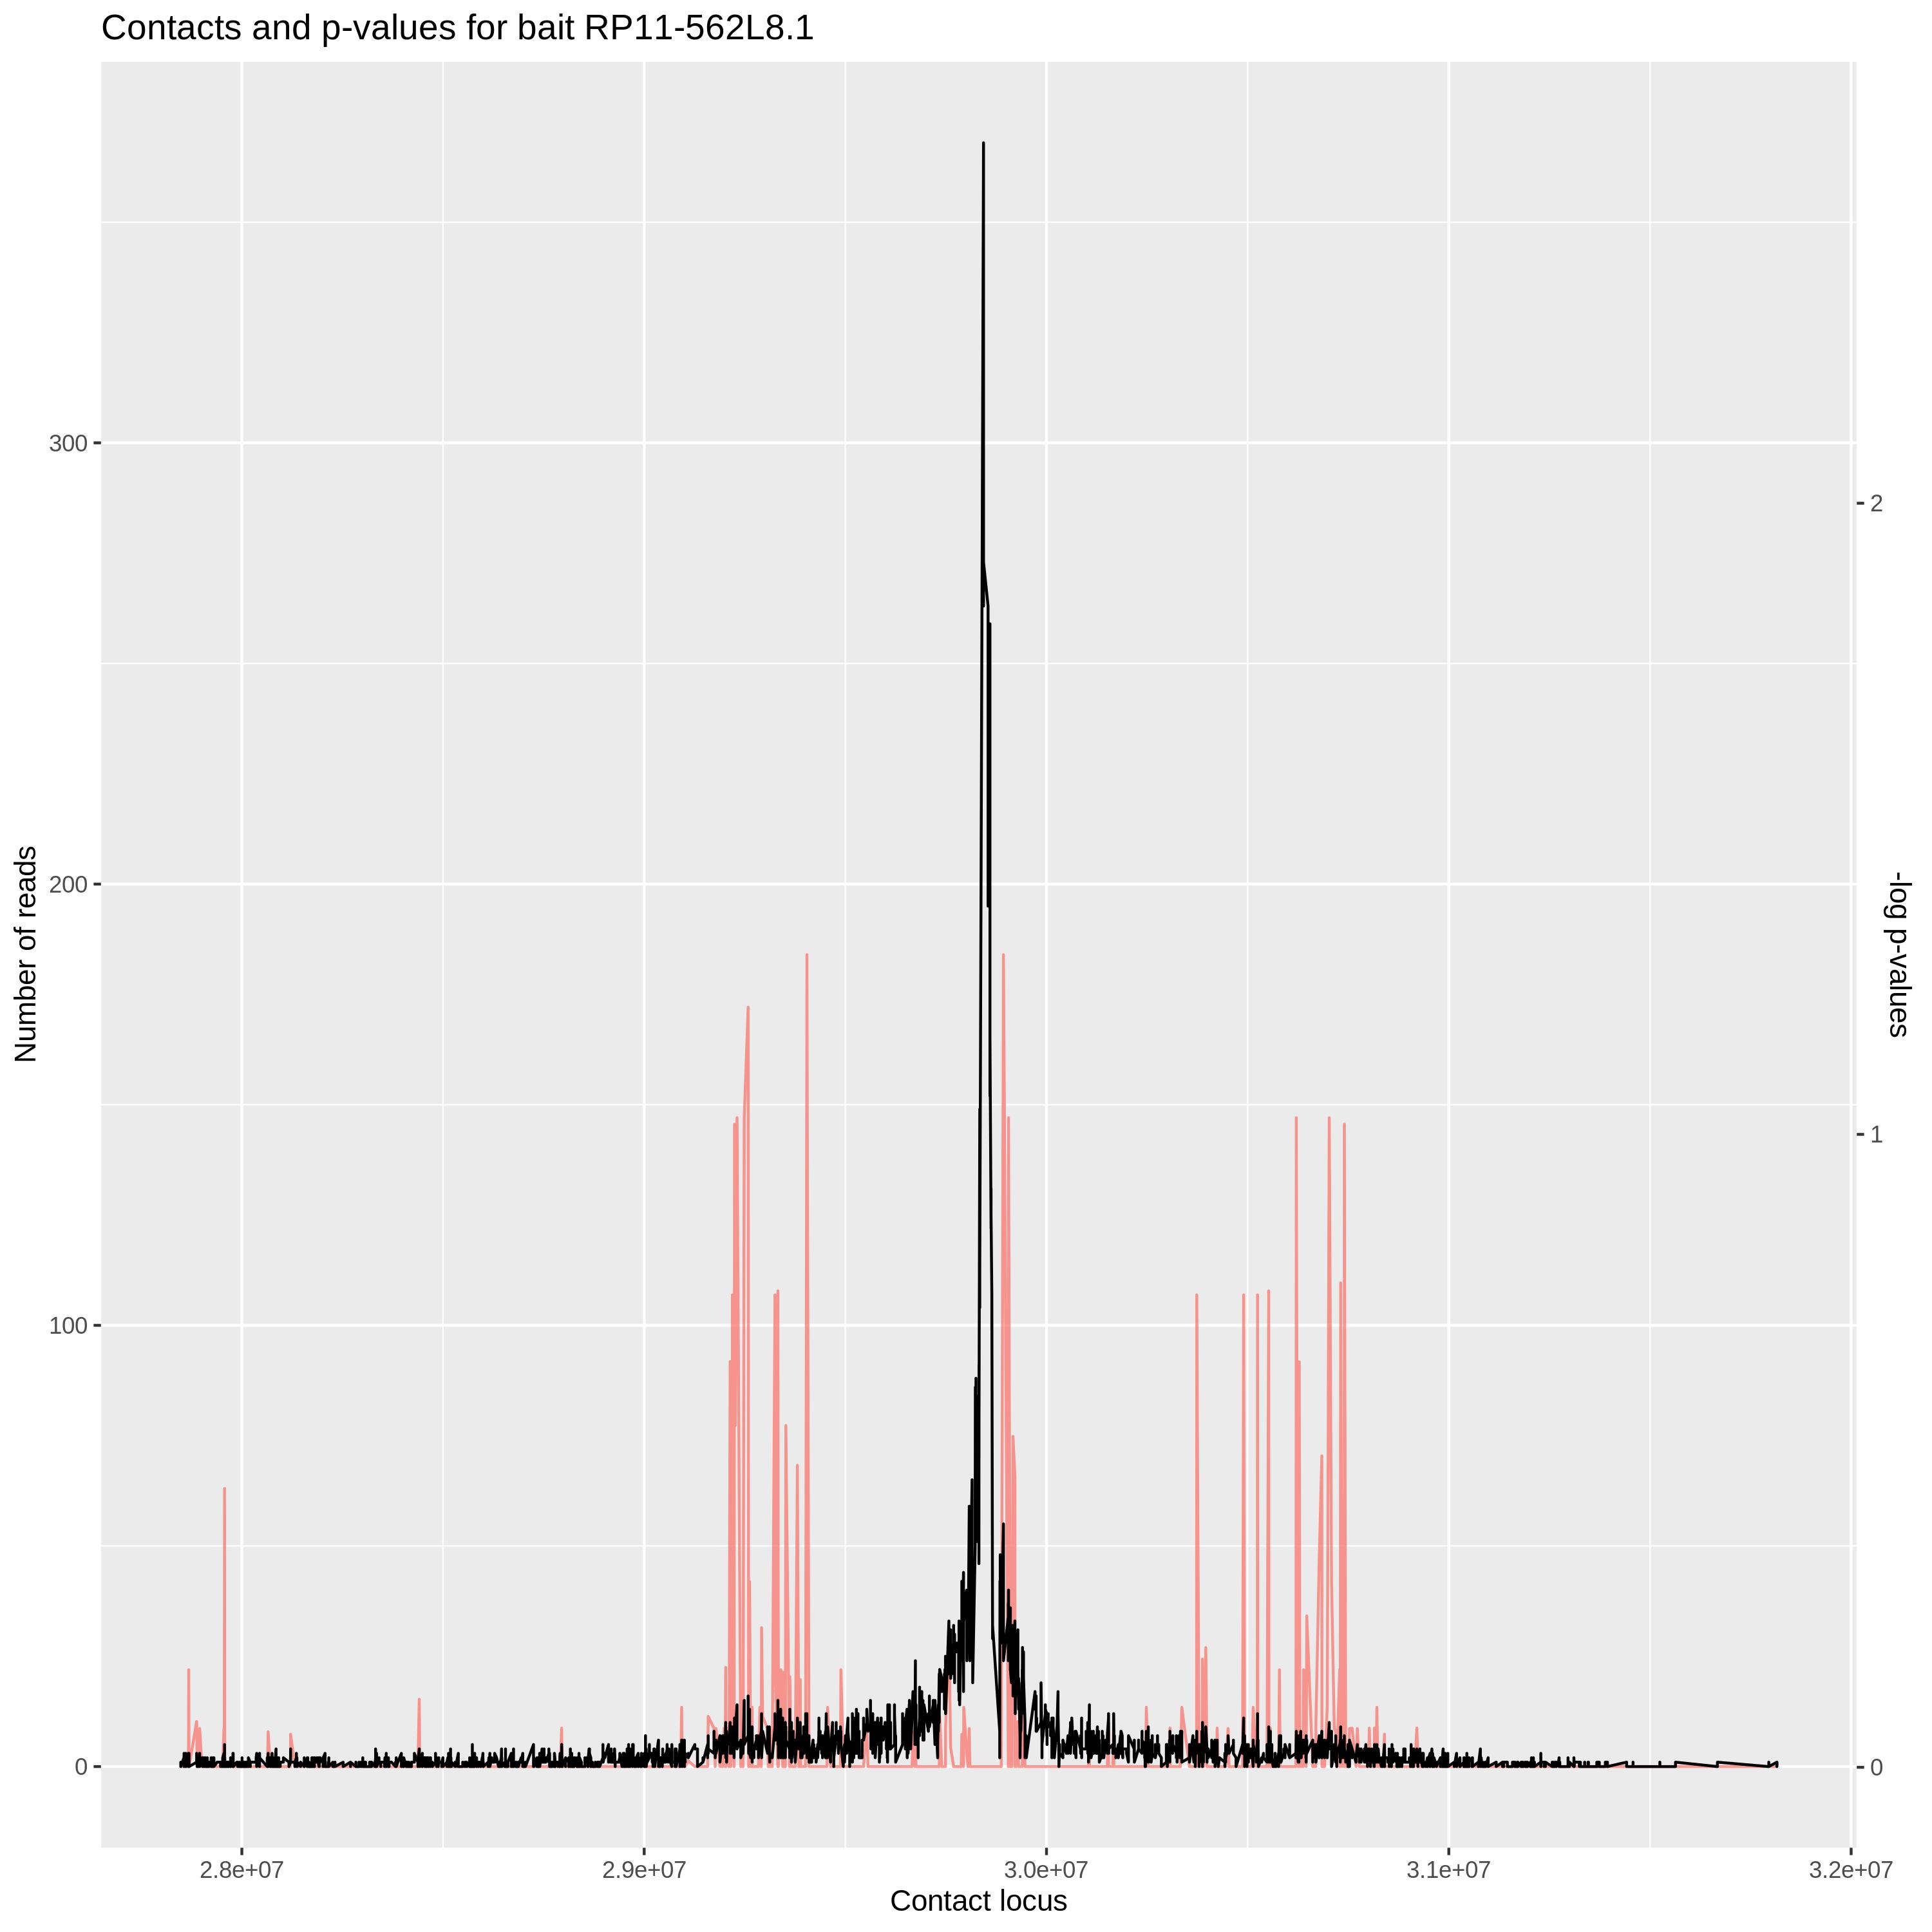 Contacts and p-values for bait RP11-562L8.1
Number of reads
300
200
100
0
2
1
0
-log p-values
2.8e+07 2.9e+07 3.0e+07 3.1e+07 3.2e+07
Contact locus